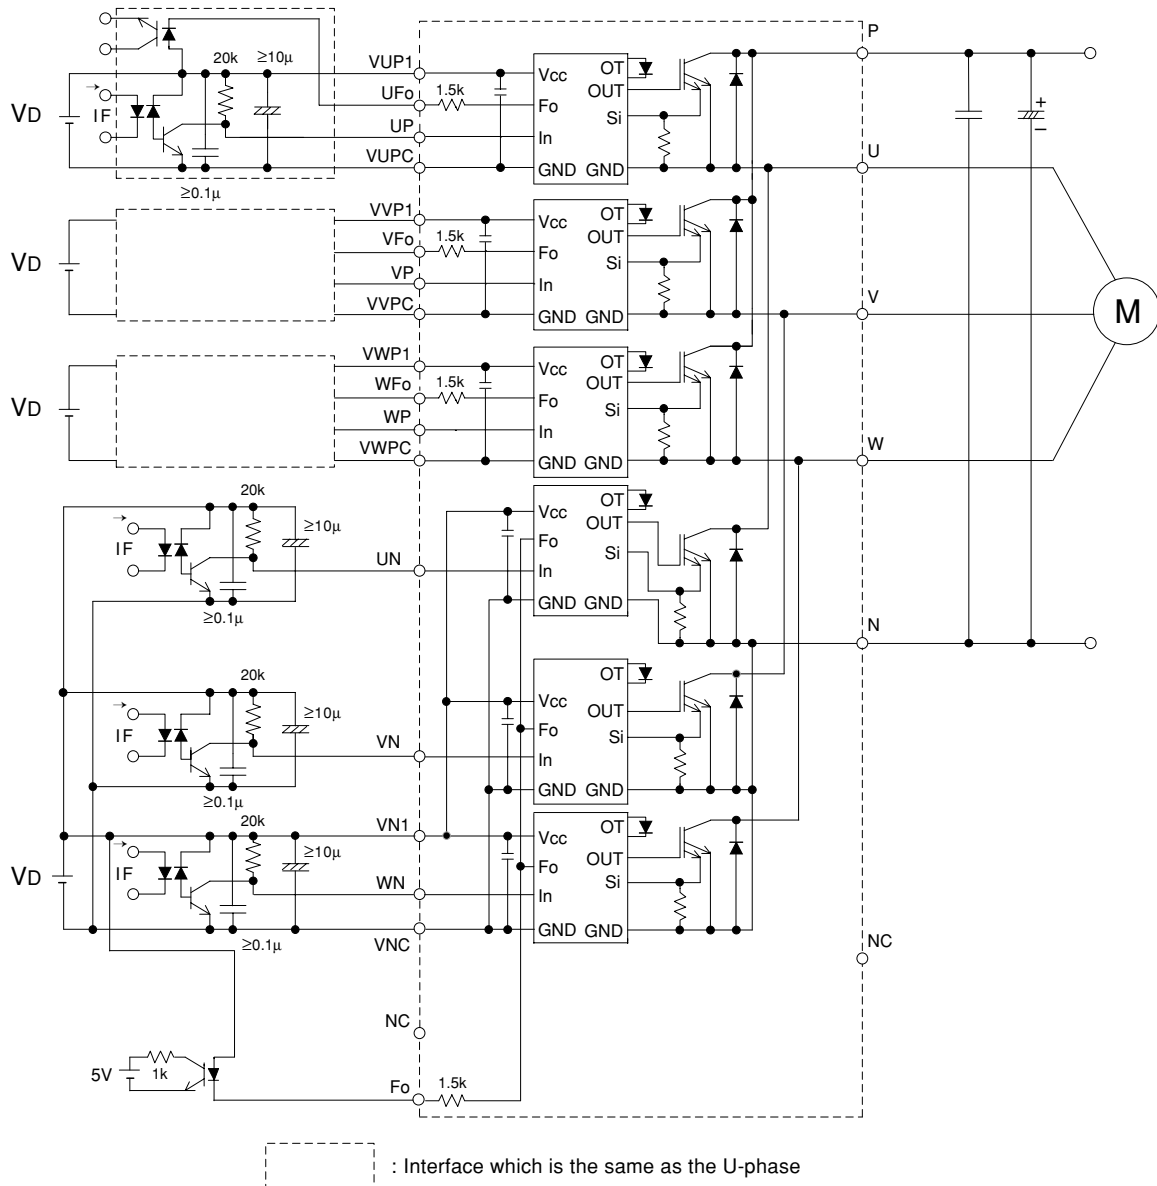 P
20k
≥10μ
VUP1
UFo
UP
VUPC
1.5k
VD
IF
≥0.1μ
Vcc
Fo
In
GND
GND
OT
OUT
Si
U
+
–
VVP1
VFo
VP
VVPC
1.5k
VD
Vcc
Fo
In
GND
GND
OT
OUT
Si
V
M
VWP1
WFo
WP
VWPC
1.5k
VD
Vcc
Fo
In
GND
GND
OT
OUT
Si
W
20k
≥10μ
IF
≥0.1μ
UN
Vcc
Fo
In
GND
GND
OT
OUT
Si
N
20k
≥10μ
IF
≥0.1μ
VN
Vcc
Fo
In
GND
GND
OT
OUT
Si
20k
≥10μ
VN1
VD
IF
≥0.1μ
WN
VNC
Vcc
Fo
In
GND
GND
OT
OUT
Si
NC
NC
5V
1k
Fo
1.5k
: Interface which is the same as the U-phase